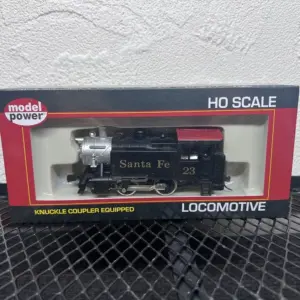 model
power
HO SCALE
Santa Fe
23
KNUCKLE COUPLER EQUIPPED
LOCOMOTIVE